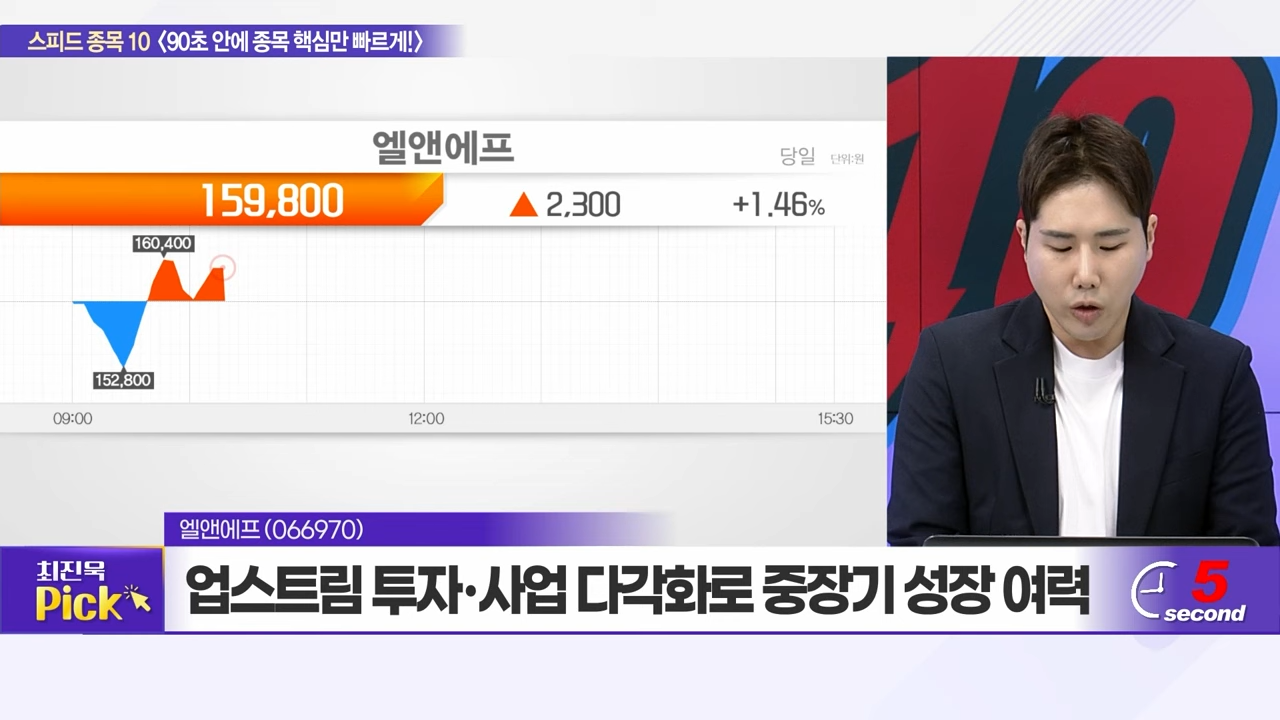 스피드 종목 10 〈90초 안에 종목 핵심만 빠르게!〉
엘앤에프
당일 단위:원
159,800 ▲ 2,300 +1.46%
160,400
152,800
09:00 12:00 15:30
엘앤에프 (066970)
최진욱
Pick
업스트림 투자·사업 다각화로 중장기 성장 여력
5
second
10